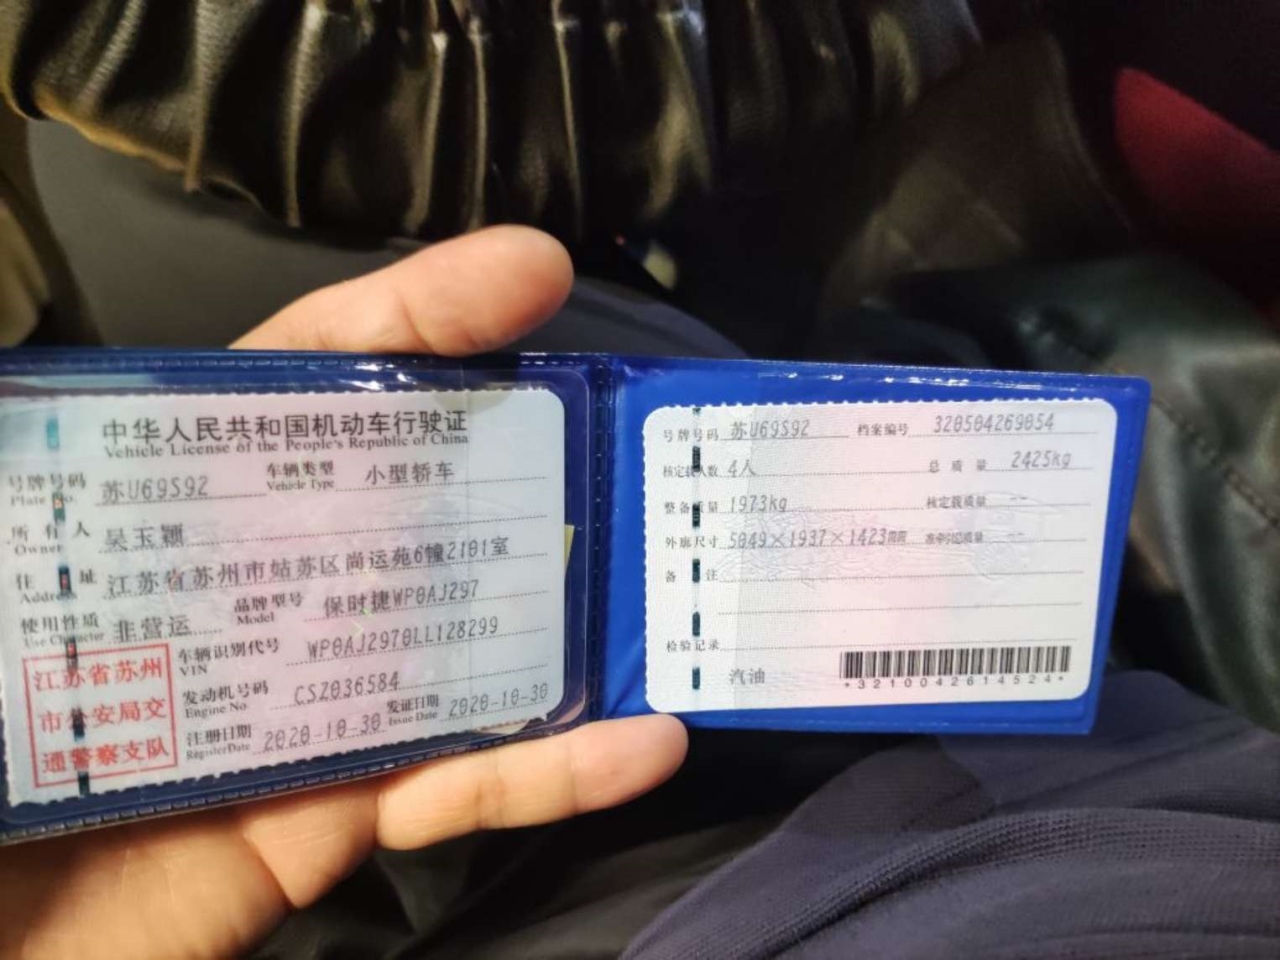 中华人民共和国机动车行驶证
Vehicle License of the People's Republic of China
号牌号码 苏U69S92 车辆类型 小型轿车
Plate No. Vehicle Type
所有人 吴玉颖
Owner
住址 江苏省苏州市姑苏区尚运苑6幢2101室
Address
使用性质 非营运 品牌型号 保时捷WP0AJ297
Use Character Model
车辆识别代号 WP0AJ2970LL128299
VIN
发动机号码 CSZ036584
Engine No.
注册日期 2020-10-30 发证日期 2020-10-30
Register Date Issue Date
江苏省苏州
市公安局交
通警察支队
号牌号码 苏U69S92 档案编号 320504269054
核定载人数 4人 总质量 2425kg
整备质量 1973kg 核定载质量 --
外廓尺寸 5049×1937×1423mm 准牵引总质量 --
备注
检验记录
汽油
*3210042614524*